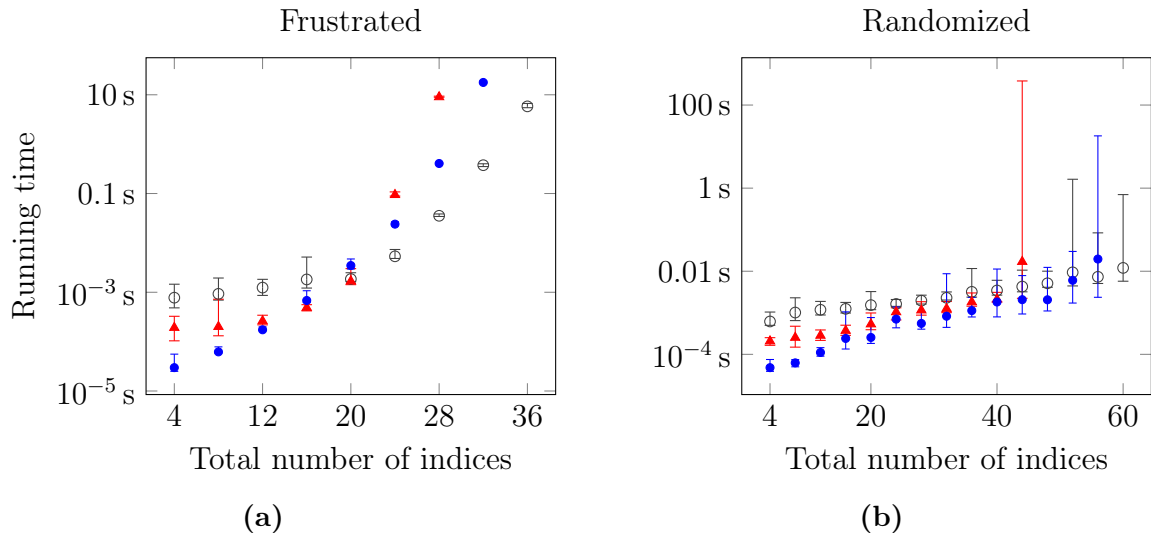 Frustrated
Running time
10 s
0.1 s
10⁻³ s
10⁻⁵ s
4 12 20 28 36
Total number of indices
(a)
Randomized
100 s
1 s
0.01 s
10⁻⁴ s
4 20 40 60
Total number of indices
(b)